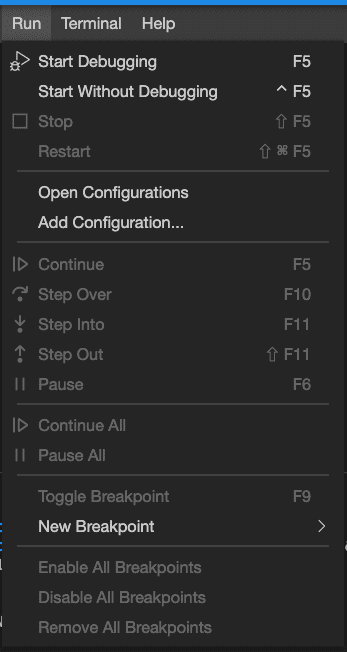 Run Terminal Help
Start Debugging F5
Start Without Debugging ⌃ F5
Stop ⇧ F5
Restart ⇧ ⌘ F5
Open Configurations
Add Configuration...
Continue F5
Step Over F10
Step Into F11
Step Out ⇧ F11
Pause F6
Continue All
Pause All
Toggle Breakpoint F9
New Breakpoint
Enable All Breakpoints
Disable All Breakpoints
Remove All Breakpoints